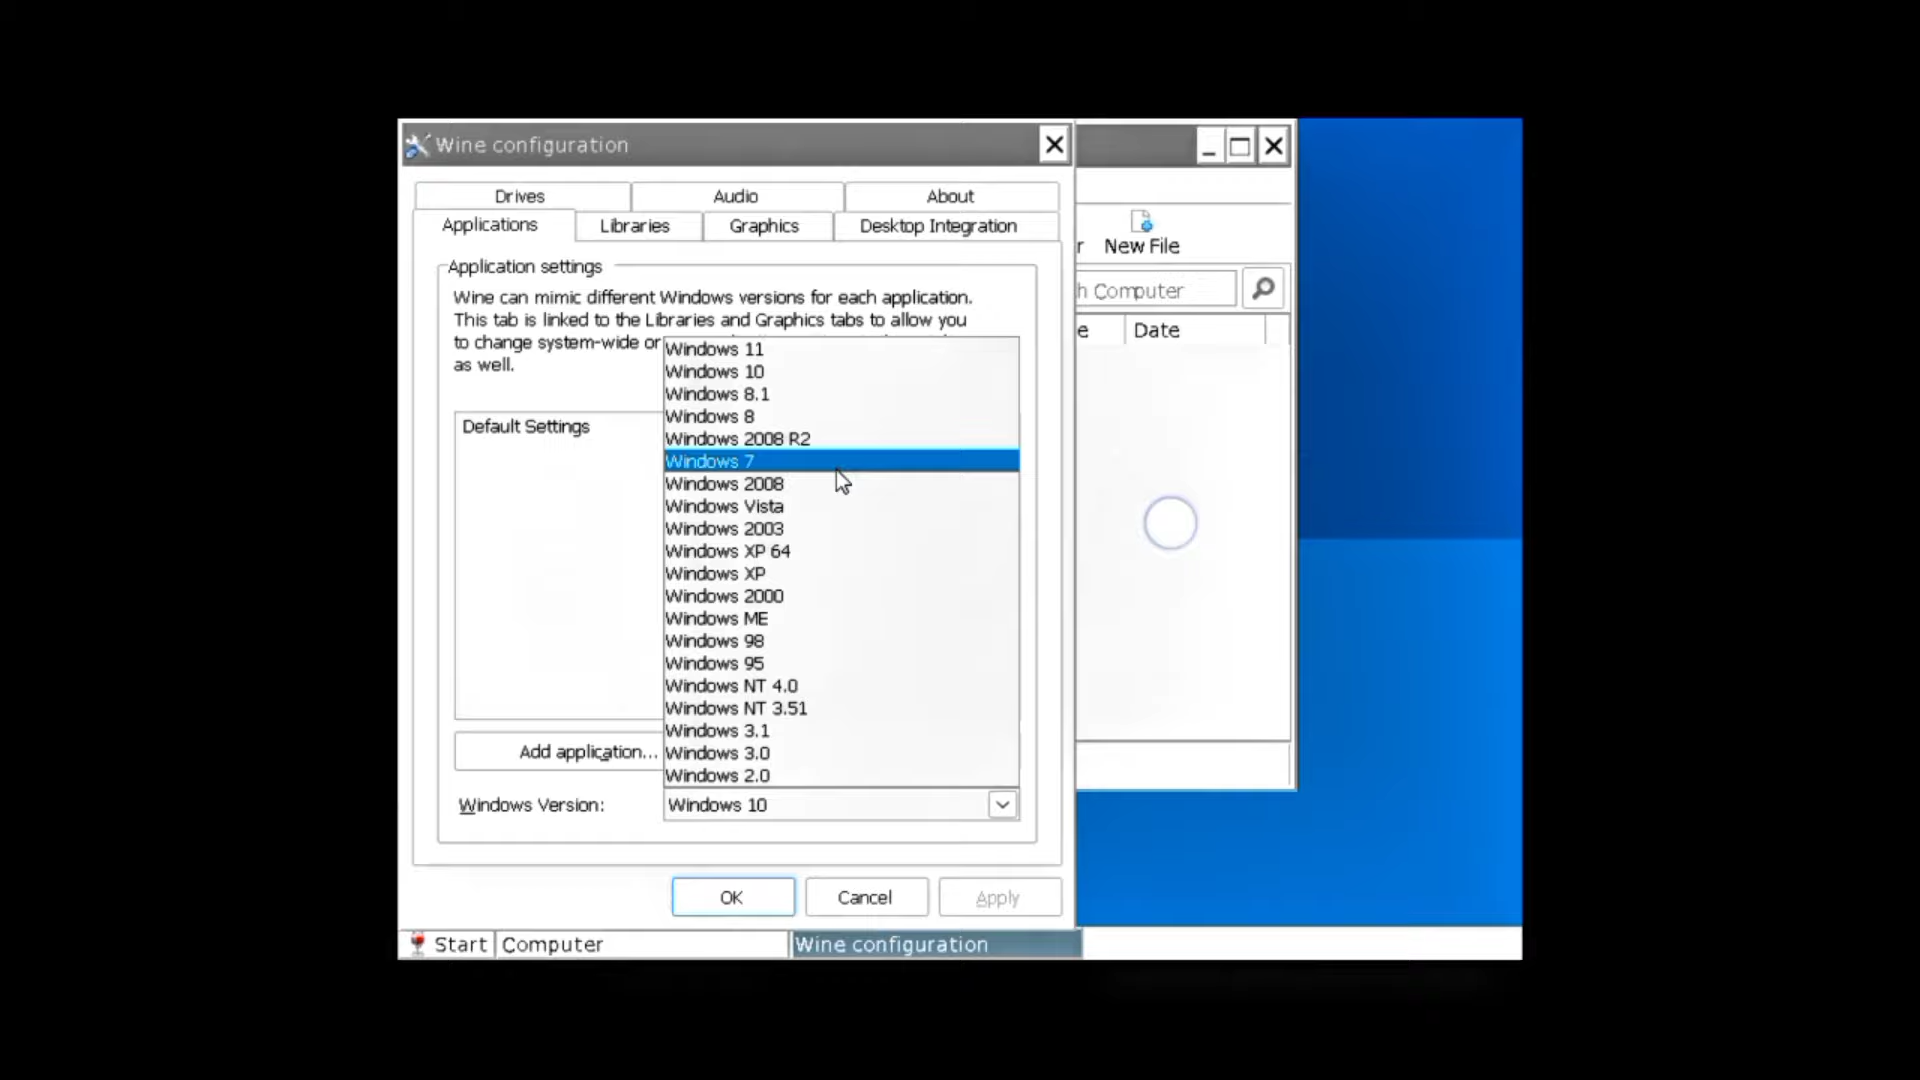 Wine configuration
Drives
Audio
About
Applications
Libraries
Graphics
Desktop Integration
Application settings
Wine can mimic different Windows versions for each application.
This tab is linked to the Libraries and Graphics tabs to allow you
to change system-wide or
as well.
Default Settings
Windows 11
Windows 10
Windows 8.1
Windows 8
Windows 2008 R2
Windows 7
Windows 2008
Windows Vista
Windows 2003
Windows XP 64
Windows XP
Windows 2000
Windows ME
Windows 98
Windows 95
Windows NT 4.0
Windows NT 3.51
Windows 3.1
Windows 3.0
Windows 2.0
Add application...
Windows Version:
Windows 10
OK
Cancel
Apply
r
New File
h Computer
e
Date
Start
Computer
Wine configuration